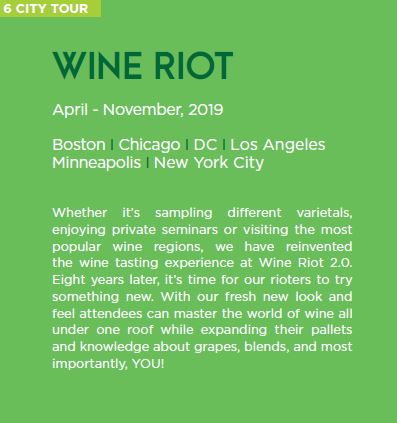 6 CITY TOUR
WINE RIOT
April - November, 2019
Boston | Chicago | DC | Los Angeles
Minneapolis | New York City
Whether it's sampling different varietals,
enjoying private seminars or visiting the most
popular wine regions, we have reinvented
the wine tasting experience at Wine Riot 2.0.
Eight years later, it's time for our rioters to try
something new. With our fresh new look and
feel attendees can master the world of wine all
under one roof while expanding their pallets
and knowledge about grapes, blends, and most
importantly, YOU!